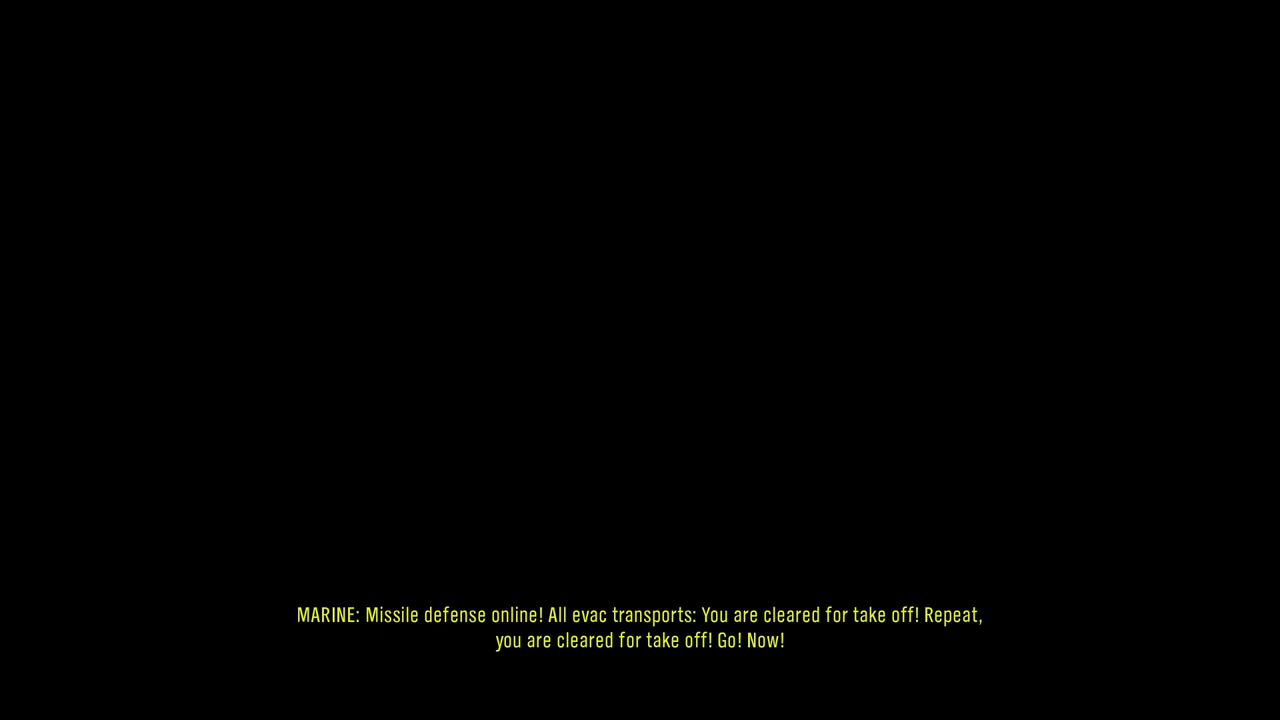 MARINE: Missile defense online! All evac transports: You are cleared for take off! Repeat,
you are cleared for take off! Go! Now!